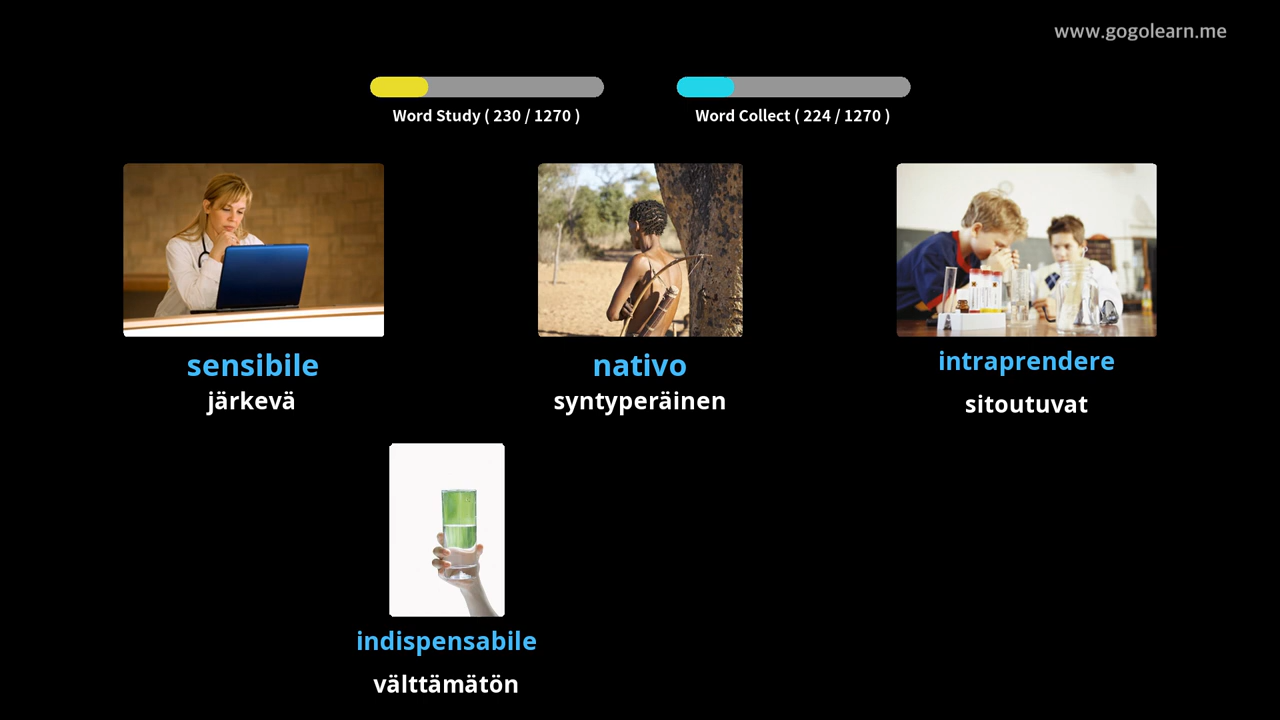 www.gogolearn.me
Word Study ( 230 / 1270 )
Word Collect ( 224 / 1270 )
sensibile
järkevä
nativo
syntyperäinen
intraprendere
sitoutuvat
indispensabile
välttämätön